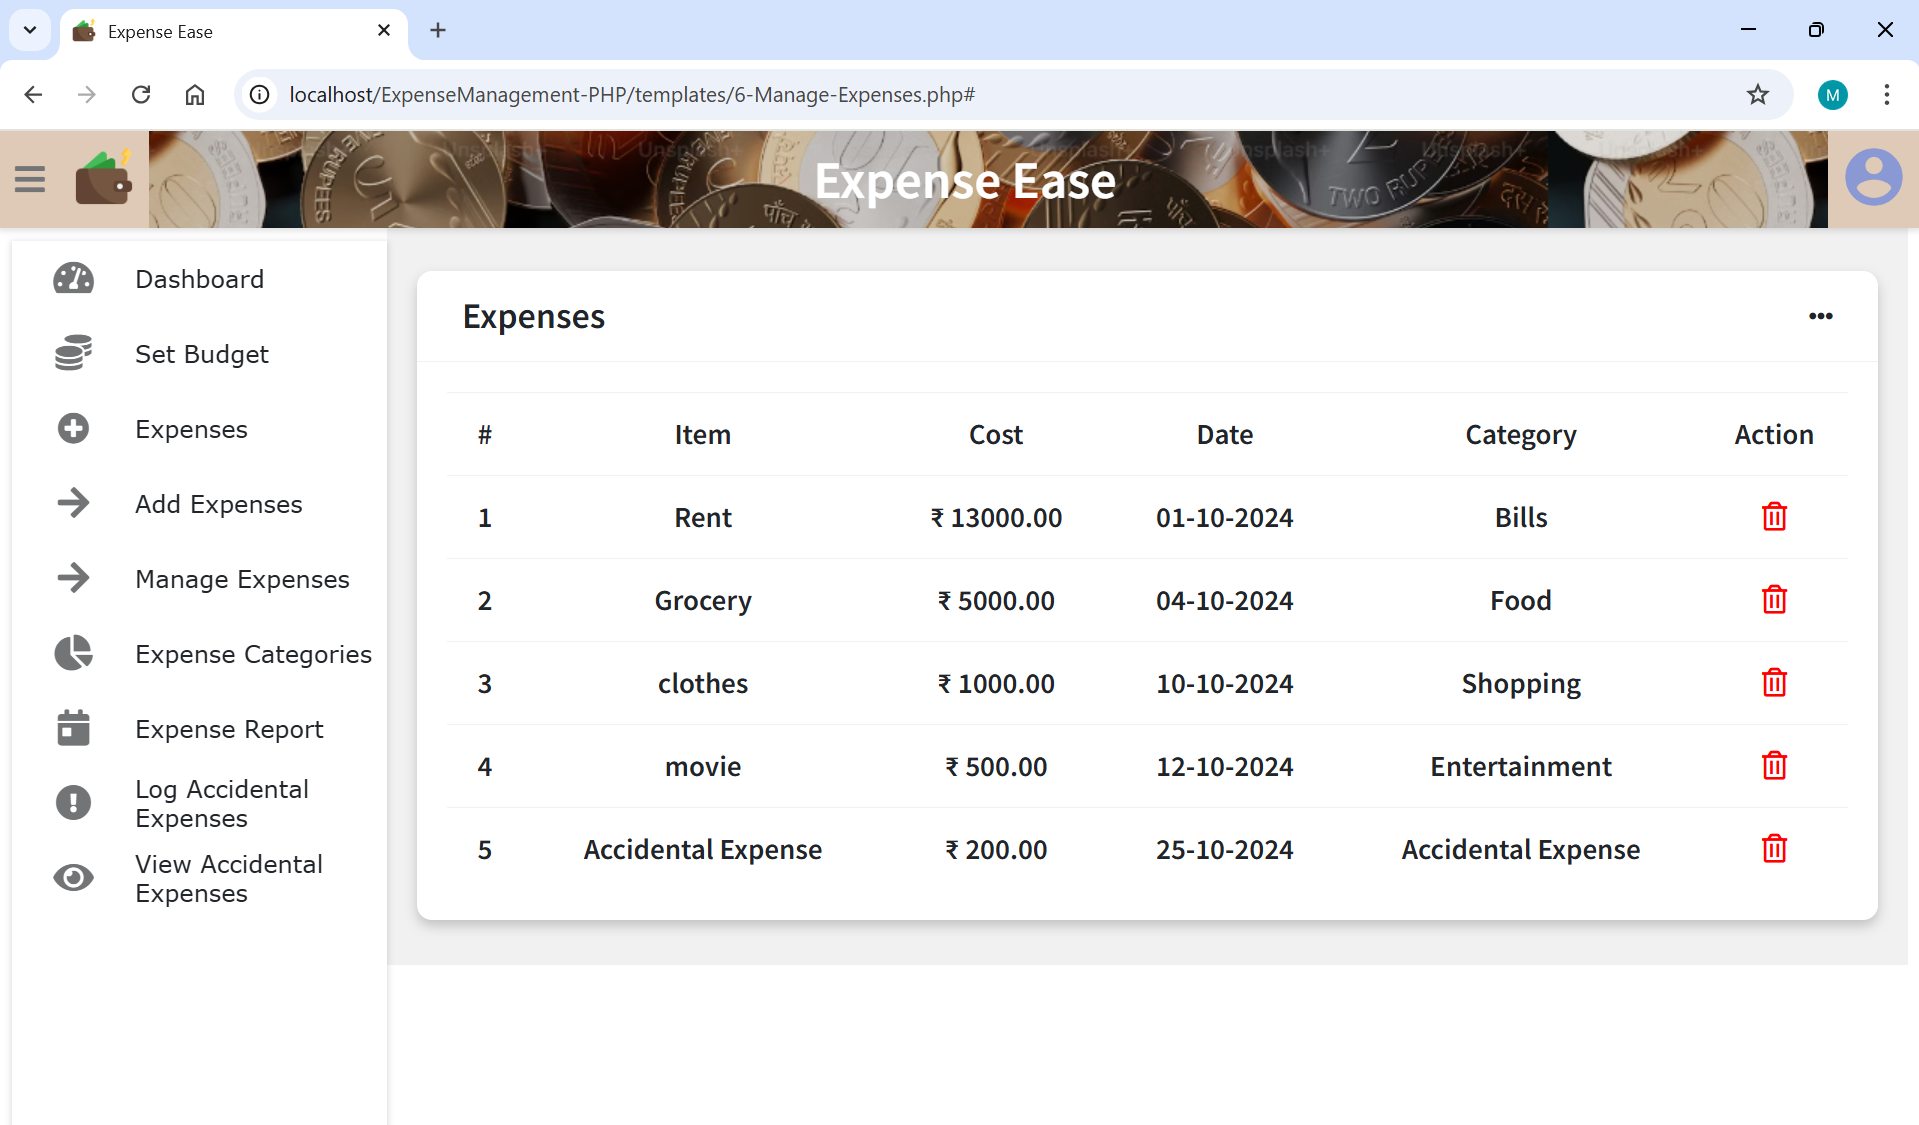 Expense Ease
localhost/ExpenseManagement-PHP/templates/6-Manage-Expenses.php#
M
Expense Ease
Unsplash+
TWO RUP
पाँच
पाँच
Dashboard
Set Budget
Expenses
Add Expenses
Manage Expenses
Expense Categories
Expense Report
Log Accidental
Expenses
View Accidental
Expenses
Expenses
# Item Cost Date Category Action
1 Rent ₹ 13000.00 01-10-2024 Bills
2 Grocery ₹ 5000.00 04-10-2024 Food
3 clothes ₹ 1000.00 10-10-2024 Shopping
4 movie ₹ 500.00 12-10-2024 Entertainment
5 Accidental Expense ₹ 200.00 25-10-2024 Accidental Expense